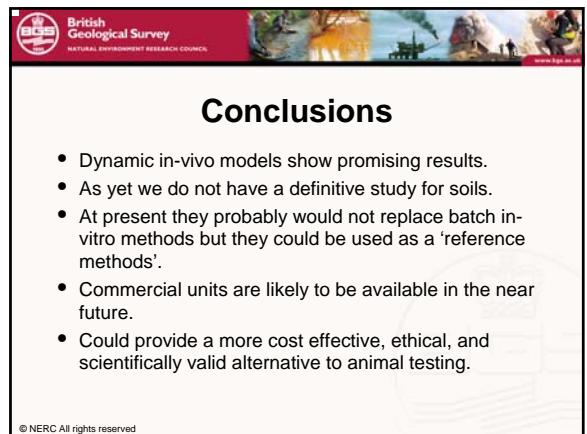 BGS
1835
British
Geological Survey
NATURAL ENVIRONMENT RESEARCH COUNCIL
www.bgs.ac.uk
Conclusions
• Dynamic in-vivo models show promising results.
• As yet we do not have a definitive study for soils.
• At present they probably would not replace batch in-
vitro methods but they could be used as a ‘reference
methods’.
• Commercial units are likely to be available in the near
future.
• Could provide a more cost effective, ethical, and
scientifically valid alternative to animal testing.
© NERC All rights reserved